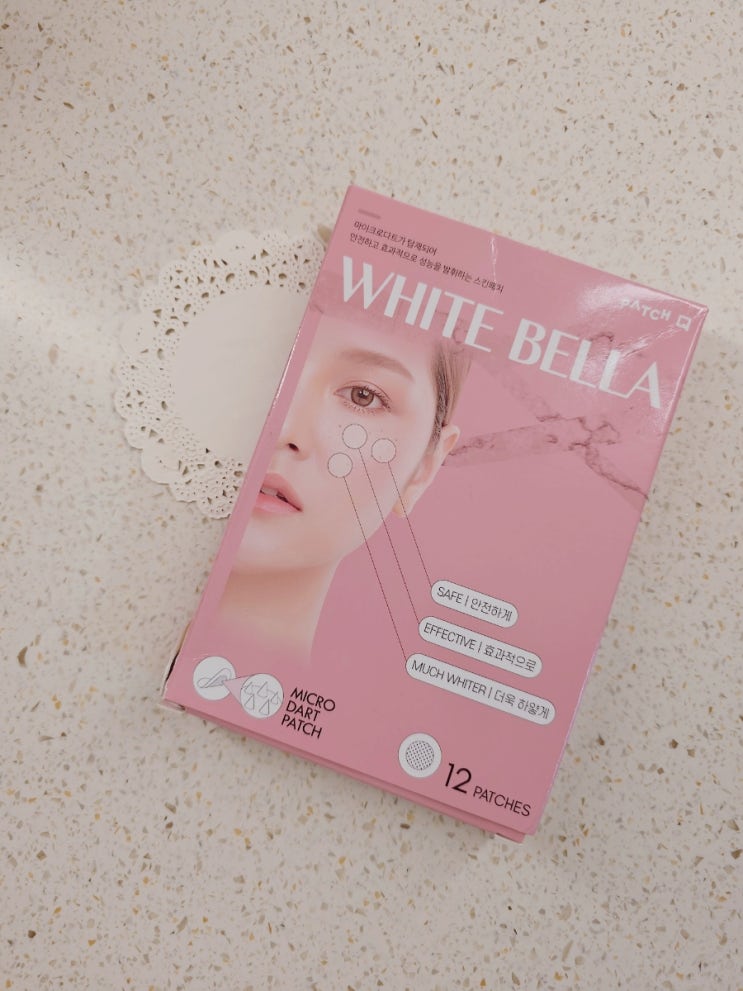 마이크로다트가 탑재되어
안전하고 효과적으로 성능을 발휘하는 스킨패치
PATCH
WHITE BELLA
SAFE | 안전하게
EFFECTIVE | 효과적으로
MUCH WHITER | 더욱 하얗게
MICRO
DART
PATCH
12 PATCHES